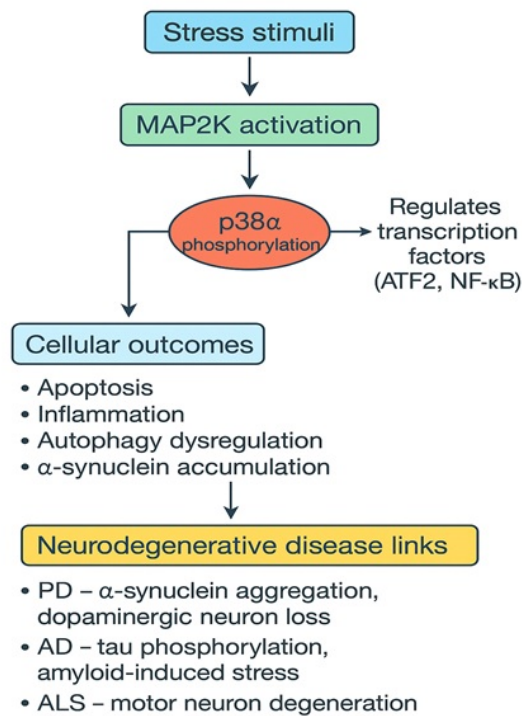 Stress stimuli
MAP2K activation
p38α
phosphorylation
Regulates
transcription
factors
(ATF2, NF-κB)
Cellular outcomes
• Apoptosis
• Inflammation
• Autophagy dysregulation
• α-synuclein accumulation
Neurodegenerative disease links
• PD – α-synuclein aggregation,
dopaminergic neuron loss
• AD – tau phosphorylation,
amyloid-induced stress
• ALS – motor neuron degeneration